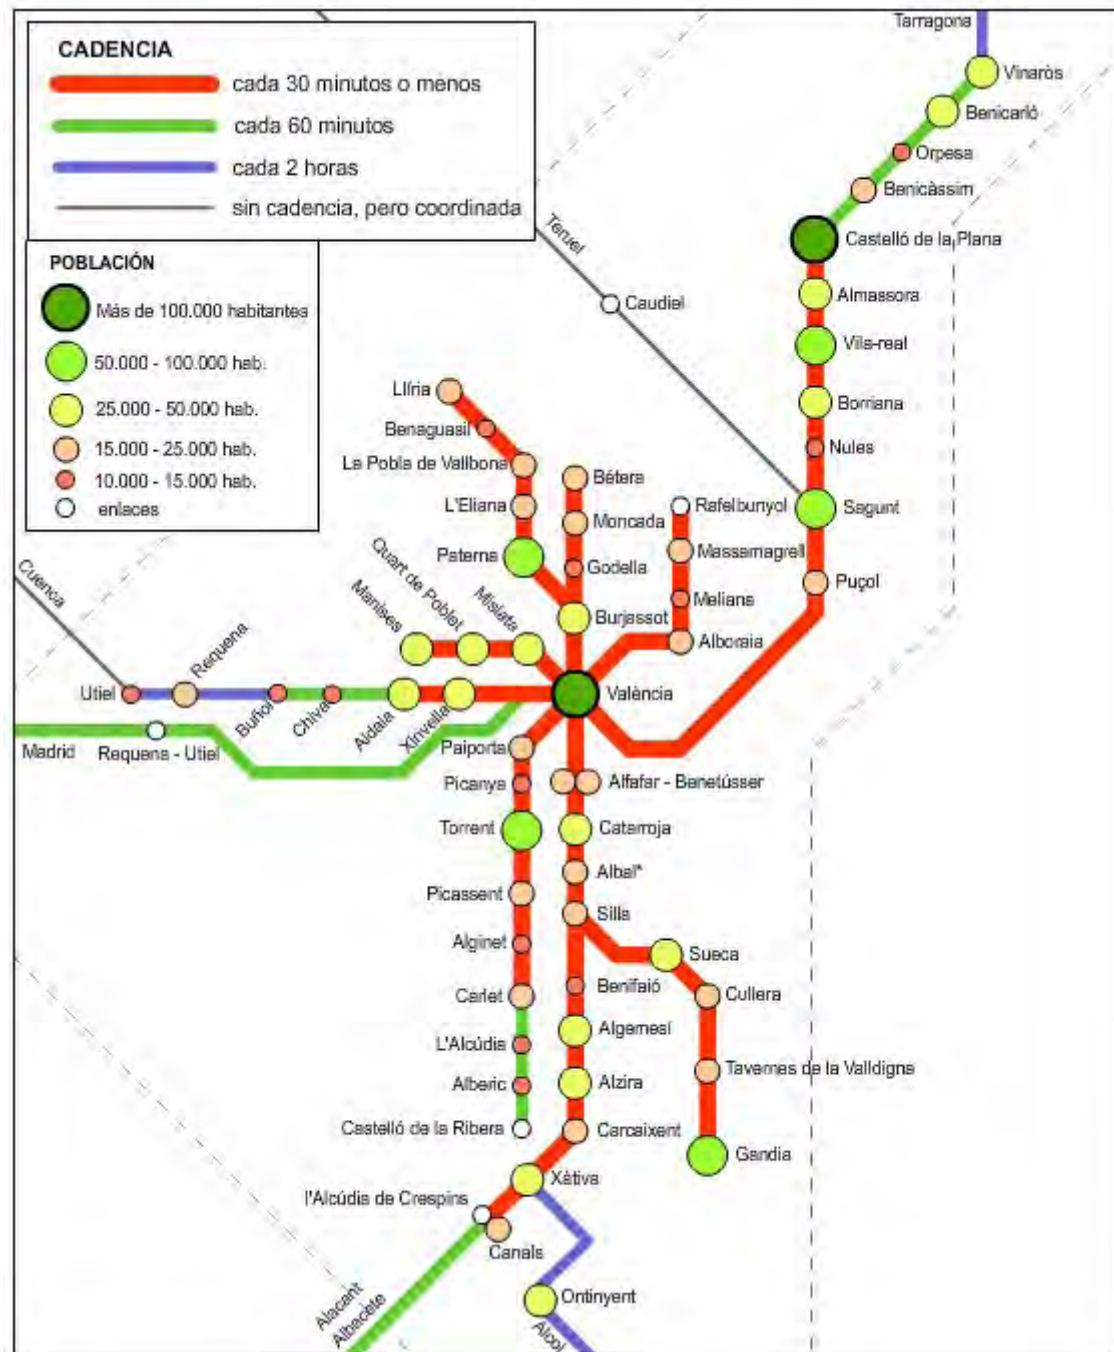 CADENCIA
cada 30 minutos o menos
cada 60 minutos
cada 2 horas
sin cadencia, pero coordinada
POBLACIÓN
Más de 100.000 habitantes
50.000 - 100.000 hab.
25.000 - 50.000 hab.
15.000 - 25.000 hab.
10.000 - 15.000 hab.
enlaces
Tarragona
Vinaròs
Benicarló
Orpesa
Benicàssim
Castelló de la Plana
Teruel
Caudiel
Almassora
Vila-real
Borriana
Nules
Sagunt
Puçol
Llíria
Benaguasil
La Pobla de Vallbona
L'Eliana
Paterna
Bétera
Moncada
Godella
Burjassot
Rafelbunyol
Massamagrell
Meliana
Alboraia
Cuenca
Quart de Poblet
Manises
Mislata
Requena
Utiel
Buñol
Chiva
Aldaia
Xirivella
València
Madrid
Requena - Utiel
Paiporta
Picanya
Torrent
Picassent
Alginet
Carlet
L'Alcúdia
Alberic
Castelló de la Ribera
Alfafar - Benetússer
Catarroja
Albal*
Silla
Benifaió
Algemesí
Alzira
Carcaixent
Sueca
Cullera
Tavernes de la Valldigna
Gandia
Xàtiva
l'Alcúdia de Crespins
Canals
Alacant
Albacete
Ontinyent
Alcoi